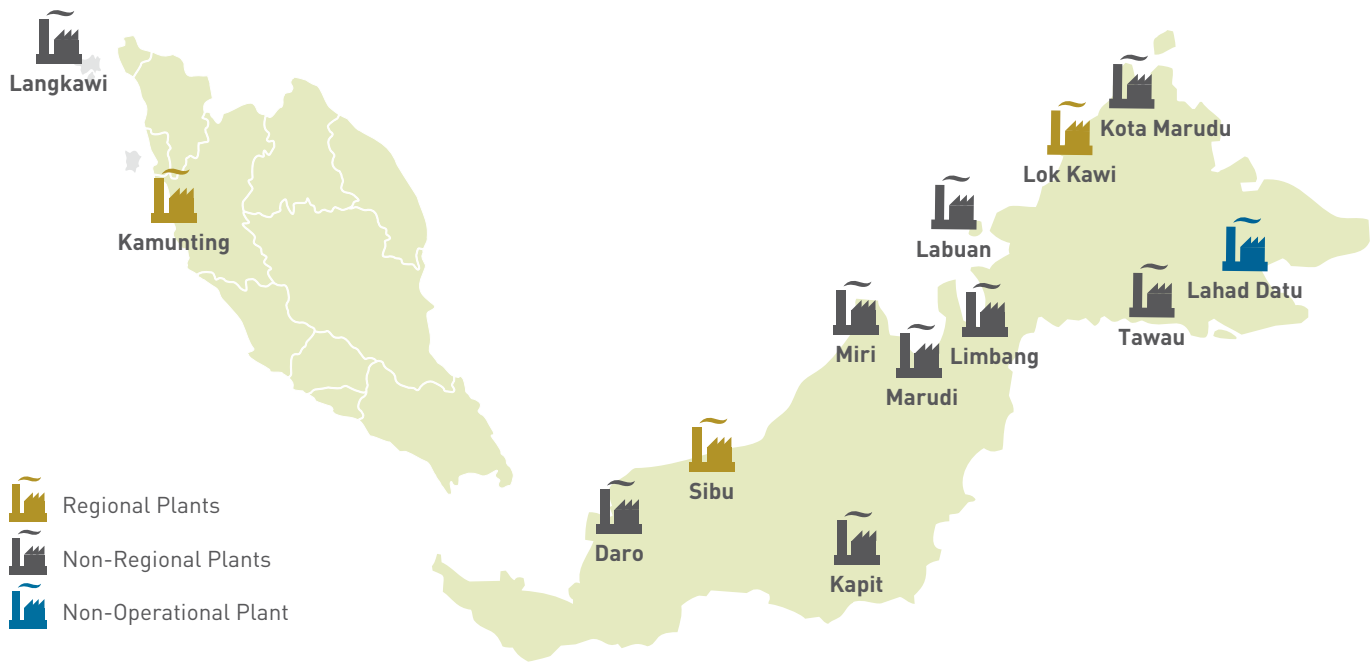 Langkawi
Kamunting
Kota Marudu
Lok Kawi
Labuan
Lahad Datu
Tawau
Miri
Limbang
Marudi
Sibu
Daro
Kapit
Regional Plants
Non-Regional Plants
Non-Operational Plant